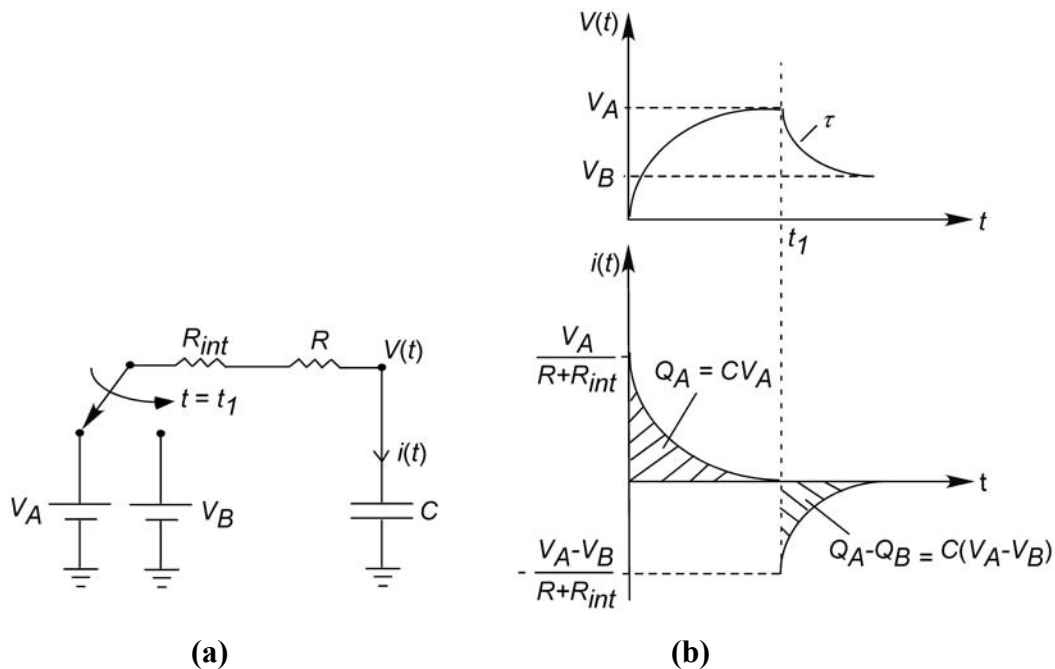 R_int
R
V(t)
t = t_1
i(t)
V_A
V_B
C
(a)
V(t)
V_A
τ
V_B
t
t_1
i(t)
V_A
R+R_int
Q_A = CV_A
t
V_A-V_B
- R+R_int
Q_A-Q_B = C(V_A-V_B)
(b)